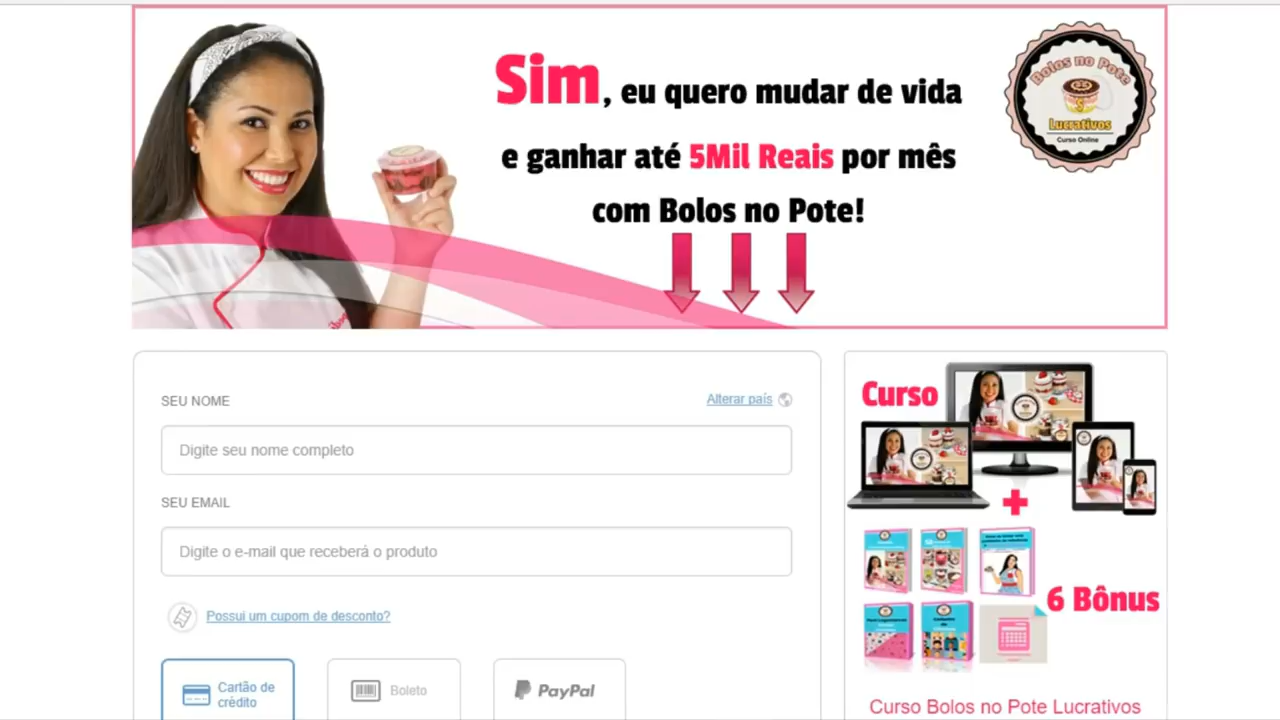 Sim, eu quero mudar de vida
e ganhar até 5Mil Reais por mês
com Bolos no Pote!
Bolos no Pote
Lucrativos
Curso Online
SEU NOME
Alterar país
Digite seu nome completo
SEU EMAIL
Digite o e-mail que receberá o produto
Possui um cupom de desconto?
Cartão de
crédito
Boleto
PayPal
Curso
+
6 Bônus
Curso Bolos no Pote Lucrativos